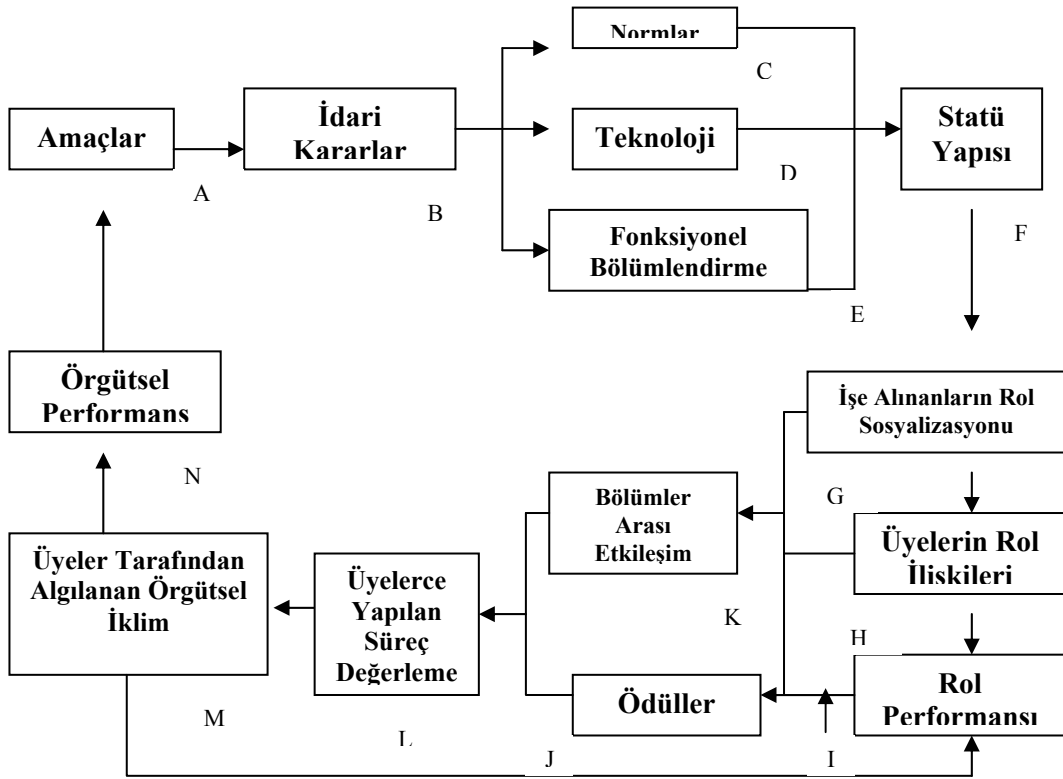 Normlar
C
Amaçlar
İdari
Kararlar
Teknoloji
Statü
Yapısı
A
B
D
F
Fonksiyonel
Bölümlendirme
E
Örgütsel
Performans
İşe Alınanların Rol
Sosyalizasyonu
N
Bölümler
Arası
Etkileşim
G
Üyelerin Rol
İlişkileri
Üyeler Tarafından
Algılanan Örgütsel
İklim
Üyelerce
Yapılan
Süreç
Değerleme
K
H
Ödüller
Rol
Performansı
M
L
J
I